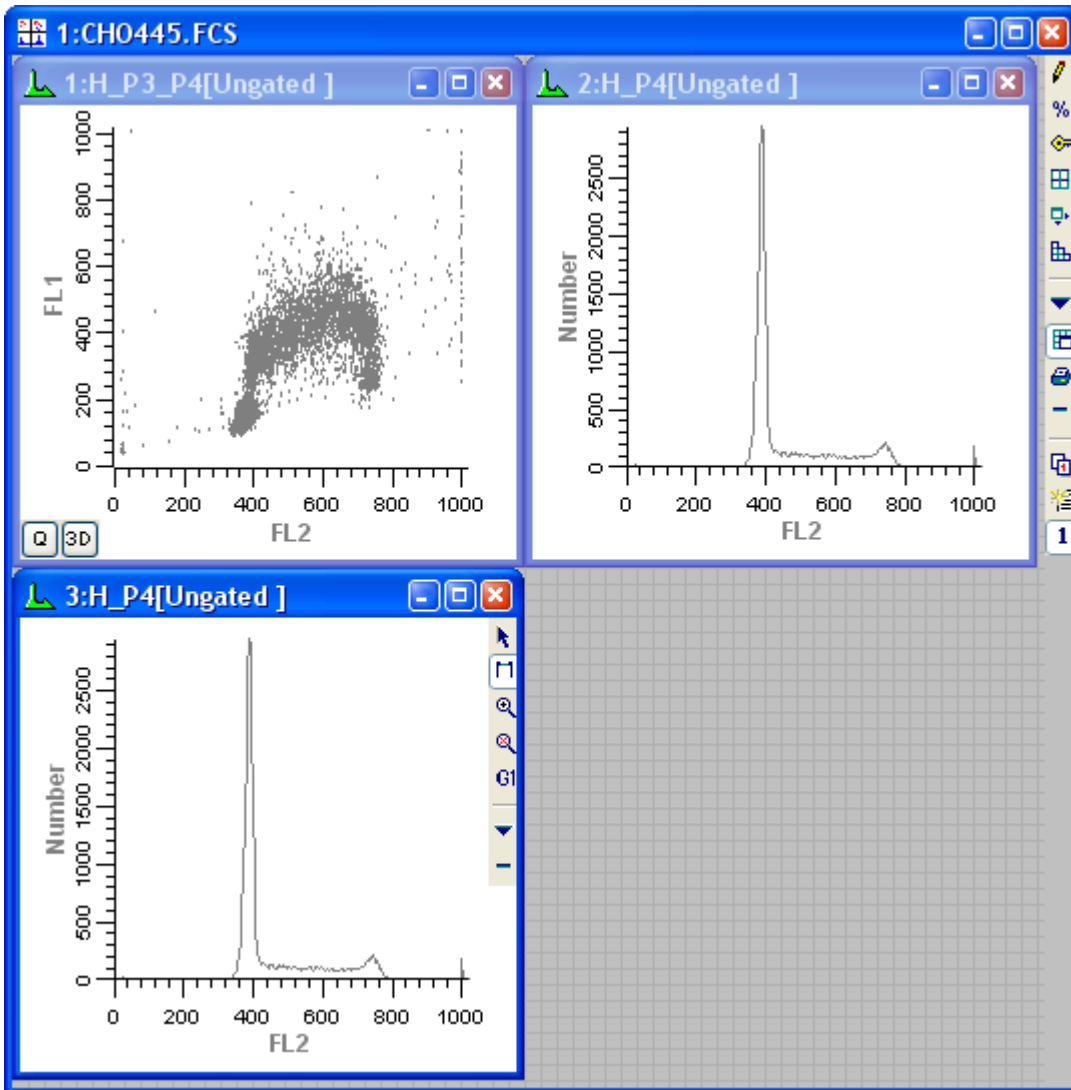 1:CHO445.FCS
1:H_P3_P4[Ungated ]
1000
800
600
400
200
0
FL1
0 200 400 600 800 1000
FL2
Q 3D
2:H_P4[Ungated ]
2500
2000
1500
1000
500
0
Number
0 200 400 600 800 1000
FL2
%
1
1
3:H_P4[Ungated ]
2500
2000
1500
1000
500
0
Number
0 200 400 600 800 1000
FL2
G1